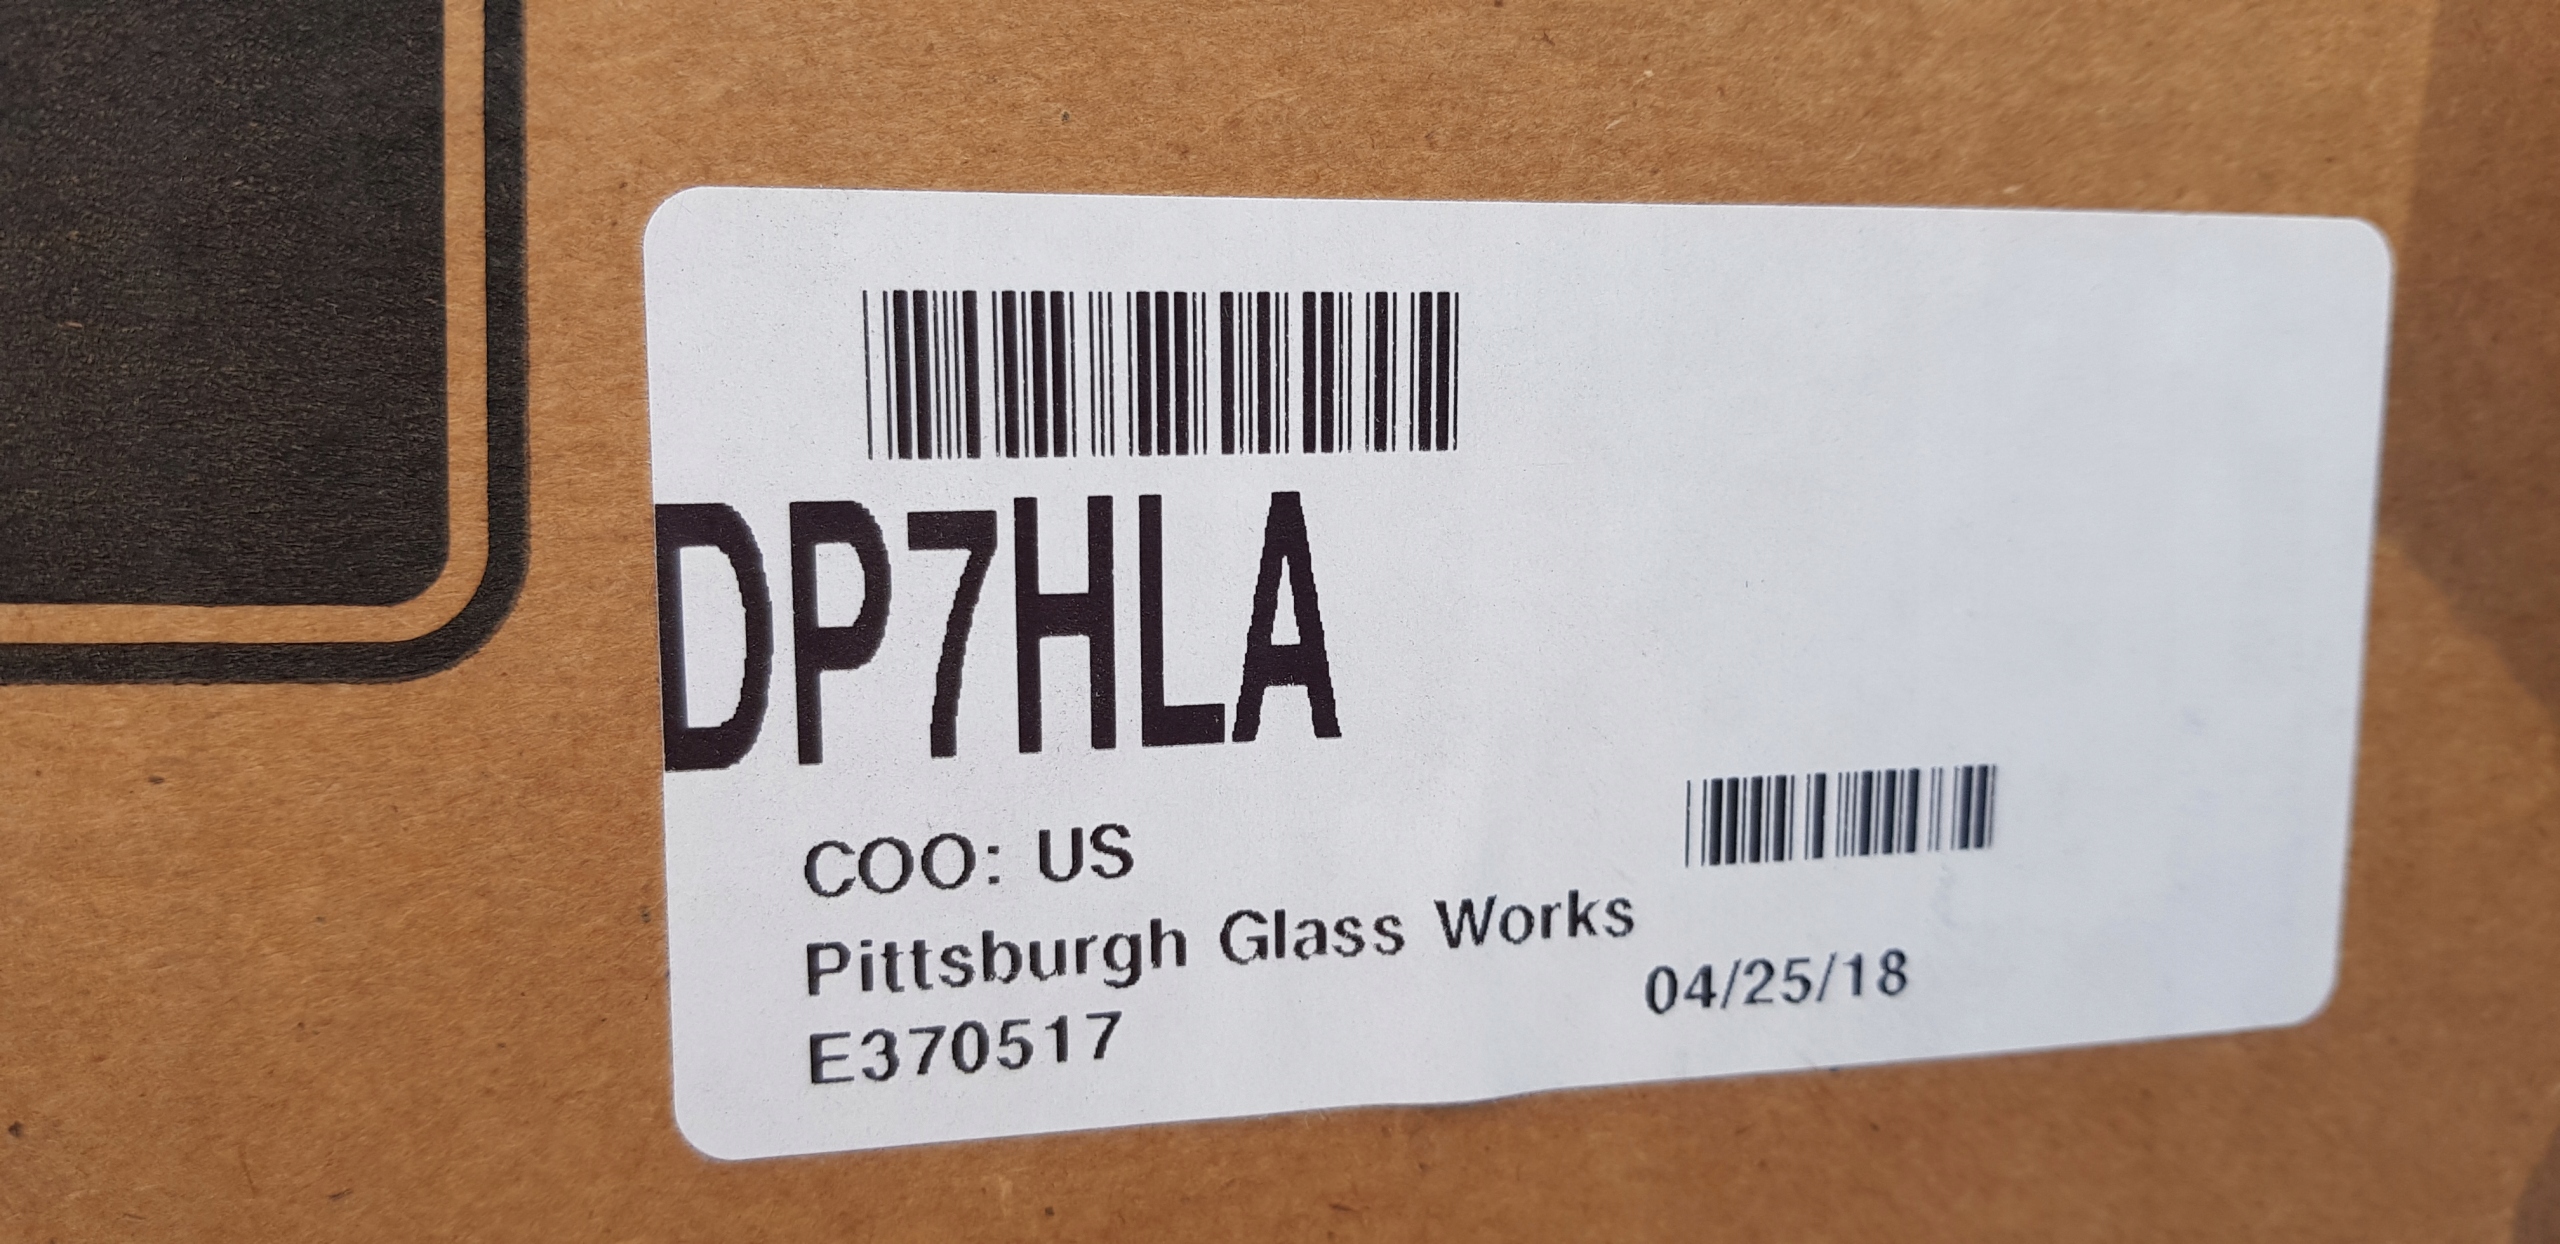 DP7HLA
COO: US
Pittsburgh Glass Works
04/25/18
E370517